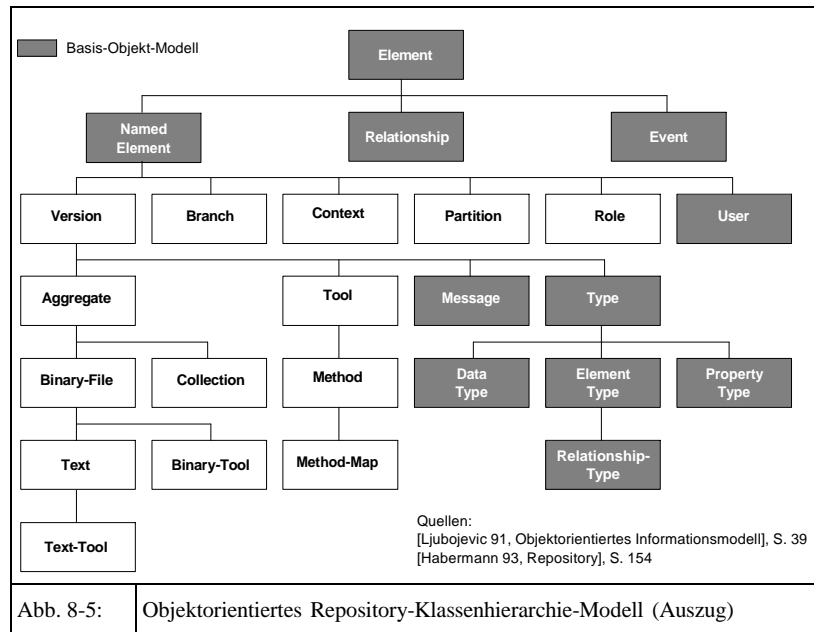 Basis-Objekt-Modell
Element
Named
Element
Relationship
Event
Version
Branch
Context
Partition
Role
User
Aggregate
Tool
Message
Type
Binary-File
Collection
Method
Data
Type
Element
Type
Property
Type
Text
Binary-Tool
Method-Map
Relationship-
Type
Text-Tool
Quellen:
[Ljubojevic 91, Objektorientiertes Informationsmodell], S. 39
[Habermann 93, Repository], S. 154
Abb. 8-5: Objektorientiertes Repository-Klassenhierarchie-Modell (Auszug)